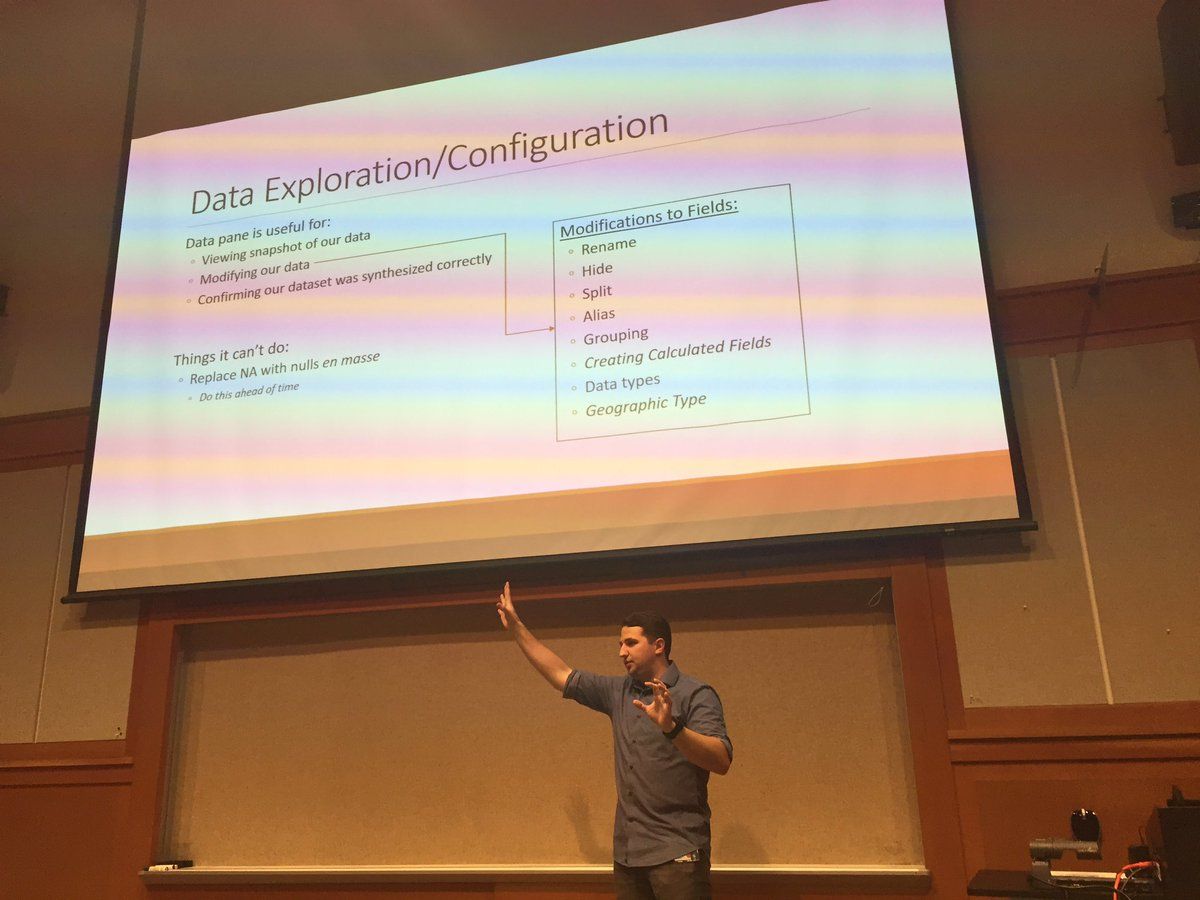 Data Exploration/Configuration
Data pane is useful for:
Viewing snapshot of our data
Modifying our data
Confirming our dataset was synthesized correctly
Things it can't do:
Replace NA with nulls en masse
Do this ahead of time
Modifications to Fields:
Rename
Hide
Split
Alias
Grouping
Creating Calculated Fields
Data types
Geographic Type